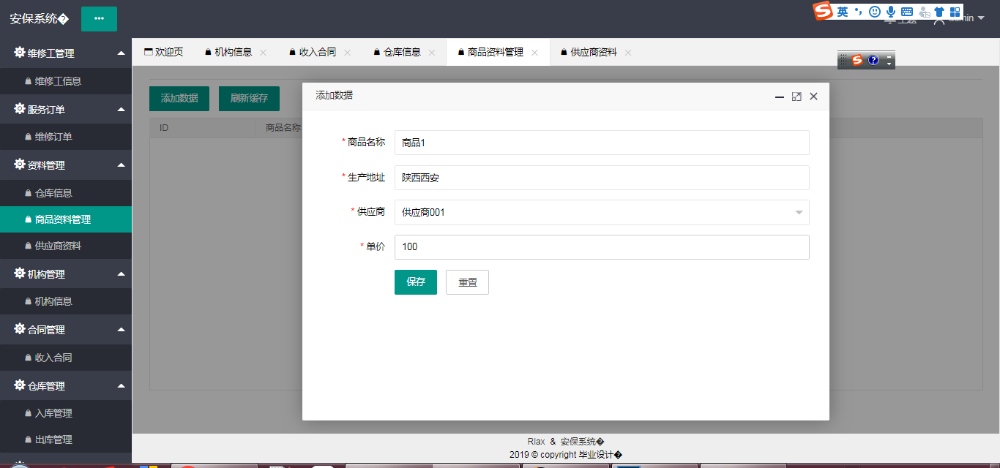 安保系统�
•••
英
主题
admin
维修工管理
维修工信息
服务订单
维修订单
资料管理
仓库信息
商品资料管理
供应商资料
机构管理
机构信息
合同管理
收入合同
仓库管理
入库管理
出库管理
欢迎页 机构信息 收入合同 仓库信息 商品资料管理 供应商资料
添加数据 刷新缓存
ID 商品名称
添加数据
* 商品名称 商品1
* 生产地址 陕西西安
* 供应商 供应商001
* 单价 100
保存 重置
Rlax & 安保系统�
2019 © copyright 毕业设计�